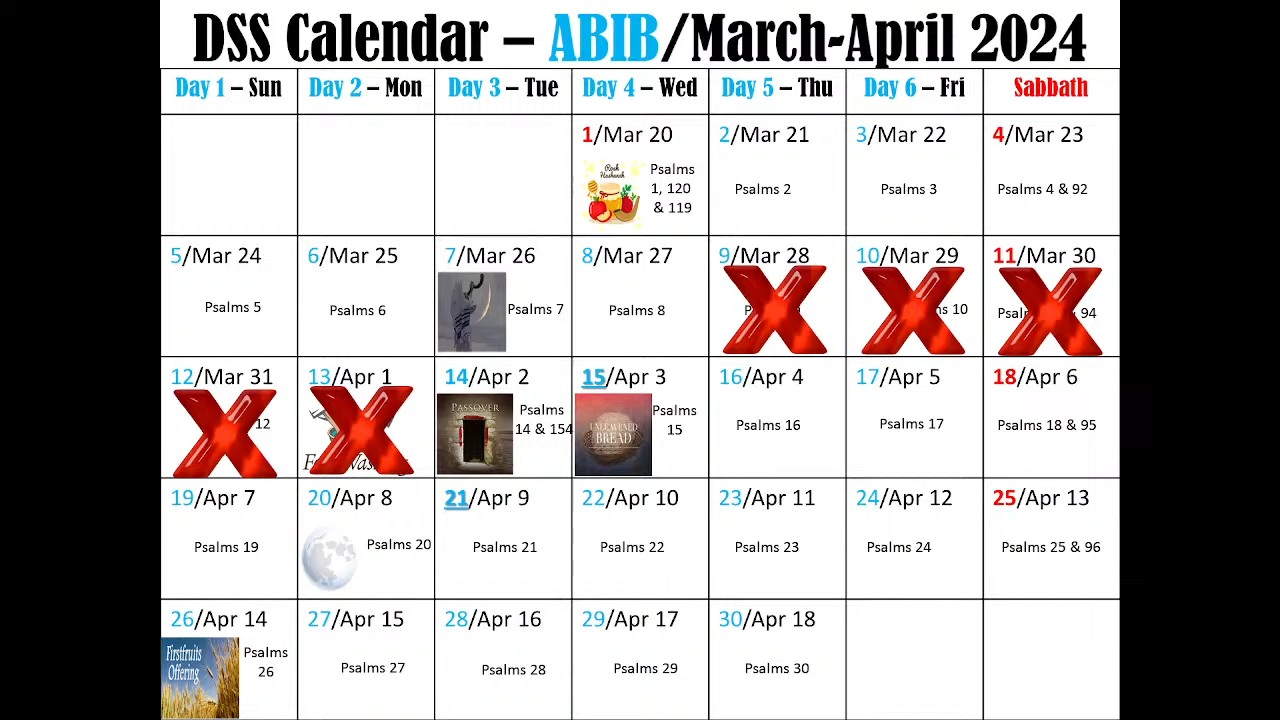 DSS Calendar – ABIB/March-April 2024
Day 1 – Sun
Day 2 – Mon
Day 3 – Tue
Day 4 – Wed
Day 5 – Thu
Day 6 – Fri
Sabbath
1/Mar 20
Rosh
Hashanah
Psalms
1, 120
& 119
2/Mar 21
Psalms 2
3/Mar 22
Psalms 3
4/Mar 23
Psalms 4 & 92
5/Mar 24
Psalms 5
6/Mar 25
Psalms 6
7/Mar 26
Psalms 7
8/Mar 27
Psalms 8
9/Mar 28
10/Mar 29
10
11/Mar 30
94
12/Mar 31
12
13/Apr 1
14/Apr 2
PASSOVER
Psalms
14 & 154
15/Apr 3
UNLEAVENED
BREAD
Psalms
15
16/Apr 4
Psalms 16
17/Apr 5
Psalms 17
18/Apr 6
Psalms 18 & 95
19/Apr 7
Psalms 19
20/Apr 8
Psalms 20
21/Apr 9
Psalms 21
22/Apr 10
Psalms 22
23/Apr 11
Psalms 23
24/Apr 12
Psalms 24
25/Apr 13
Psalms 25 & 96
26/Apr 14
Firstfruits
Offering
Psalms
26
27/Apr 15
Psalms 27
28/Apr 16
Psalms 28
29/Apr 17
Psalms 29
30/Apr 18
Psalms 30